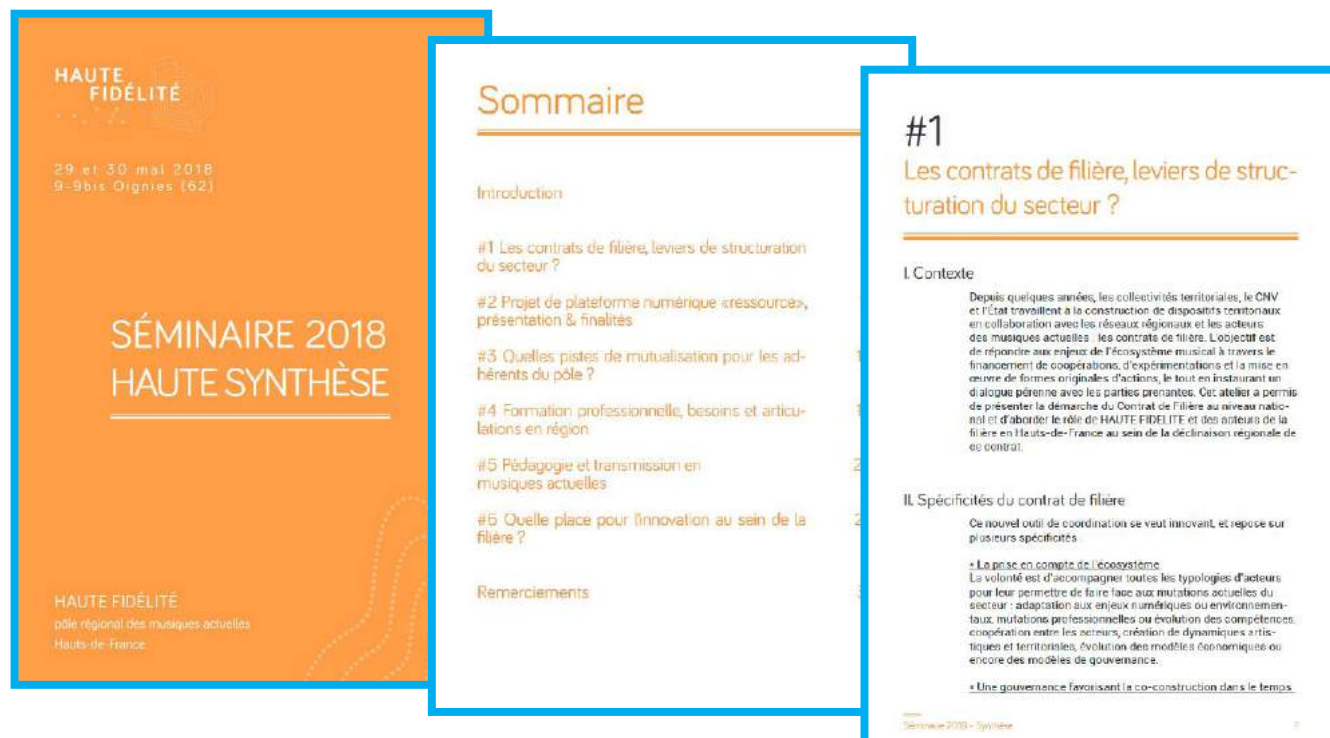 HAUTE
FIDÉLITÉ
29 et 30 mai 2018
9-9bis Oignies (62)
SÉMINAIRE 2018
HAUTE SYNTHÈSE
HAUTE FIDÉLITÉ
pôle régional des musiques actuelles
Hauts-de-France
Sommaire
Introduction
#1 Les contrats de filière, leviers de structuration
du secteur ?
#2 Projet de plateforme numérique «ressource»,
présentation & finalités
#3 Quelles pistes de mutualisation pour les ad-
hérents du pôle ?
#4 Formation professionnelle, besoins et articu-
lations en région
#5 Pédagogie et transmission en
musiques actuelles
#6 Quelle place pour l'innovation au sein de la
filière ?
Remerciements
#1
Les contrats de filière, leviers de struc-
turation du secteur ?
I. Contexte
Depuis quelques années, les collectivités territoriales, le CNV
et l'État travaillent à la construction de dispositifs territoriaux
en collaboration avec les réseaux régionaux et les acteurs
des musiques actuelles : les contrats de filière. L'objectif est
de répondre aux enjeux de l'écosystème musical à travers le
financement de coopérations, d'expérimentations et la mise en
œuvre de formes originales d'actions, le tout en instaurant un
dialogue pérenne avec les parties prenantes. Cet atelier a permis
de présenter la démarche du Contrat de Filière au niveau natio-
nal et d'aborder le rôle de HAUTE FIDELITE et des acteurs de la
filière en Hauts-de-France au sein de la déclinaison régionale de
ce contrat.
II. Spécificités du contrat de filière
Ce nouvel outil de coordination se veut innovant, et repose sur
plusieurs spécificités
• La prise en compte de l'écosystème
La volonté est d'accompagner toutes les typologies d'acteurs
pour leur permettre de faire face aux mutations actuelles du
secteur : adaptation aux enjeux numériques ou environnemen-
taux, mutations professionnelles ou évolution des compétences,
coopération entre les acteurs, création de dynamiques artis-
tiques et territoriales, évolution des modèles économiques ou
encore des modèles de gouvernance.
• Une gouvernance favorisant la co-construction dans le temps
Séminaire 2018 - Synthèse